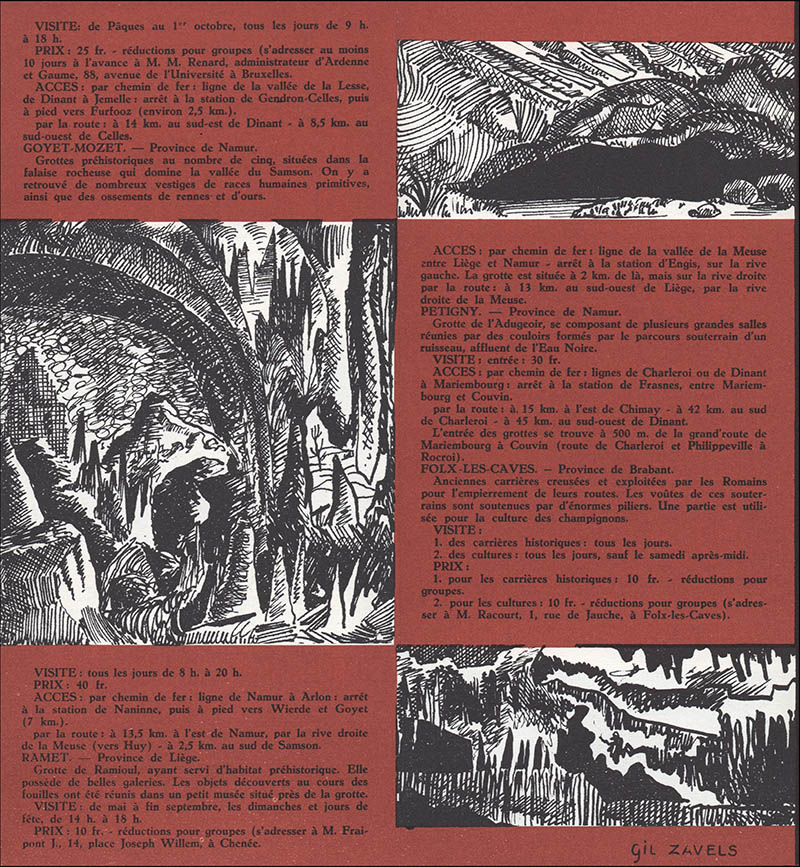 VISITE: de Pâques au 1er octobre, tous les jours de 9 h.
à 18 h.
PRIX: 25 fr. - réductions pour groupes (s'adresser au moins
10 jours à l'avance à M. M. Renard, administrateur d'Ardenne
et Gaume, 88, avenue de l'Université à Bruxelles.
ACCES: par chemin de fer: ligne de la vallée de la Lesse,
de Dinant à Jemelle: arrêt à la station de Gendron-Celles, puis
à pied vers Furfooz (environ 2,5 km.).
par la route: à 14 km. au sud-est de Dinant - à 8,5 km. au
sud-ouest de Celles.
GOYET-MOZET. — Province de Namur.
Grottes préhistoriques au nombre de cinq, situées dans la
falaise rocheuse qui domine la vallée du Samson. On y a
retrouvé de nombreux vestiges de races humaines primitives,
ainsi que des ossements de rennes et d'ours.
VISITE: tous les jours de 8 h. à 20 h.
PRIX: 40 fr.
ACCES: par chemin de fer: ligne de Namur à Arlon: arrêt
à la station de Naninne, puis à pied vers Wierde et Goyet
(7 km.).
par la route: à 13,5 km. à l'est de Namur, par la rive droite
de la Meuse (vers Huy) - à 2,5 km. au sud de Samson.
RAMET. — Province de Liège.
Grotte de Ramioul, ayant servi d'habitat préhistorique. Elle
possède de belles galeries. Les objets découverts au cours des
fouilles ont été réunis dans un petit musée situé près de la grotte.
VISITE: de mai à fin septembre, les dimanches et jours de
fête, de 14 h. à 18 h.
PRIX: 10 fr. - réductions pour groupes (s'adresser à M. Frai-
pont J., 14, place Joseph Willem, à Chenée.
ACCES: par chemin de fer: ligne de la vallée de la Meuse
entre Liège et Namur - arrêt à la station d'Engis, sur la rive
gauche. La grotte est située à 2 km. de là, mais sur la rive droite
par la route: à 13 km. au sud-ouest de Liège, par la rive
droite de la Meuse.
PETIGNY. — Province de Namur.
Grotte de l'Adugeoir, se composant de plusieurs grandes salles
réunies par des couloirs formés par le parcours souterrain d'un
ruisseau, affluent de l'Eau Noire.
VISITE: entrée: 30 fr.
ACCES: par chemin de fer: lignes de Charleroi ou de Dinant
à Mariembourg: arrêt à la station de Frasnes, entre Mariem-
bourg et Couvin.
par la route: à 15 km. à l'est de Chimay - à 42 km. au sud
de Charleroi - à 45 km. au sud-ouest de Dinant.
L'entrée des grottes se trouve à 500 m. de la grand'route de
Mariembourg à Couvin (route de Charleroi et Philippeville à
Rocroi).
FOLX-LES-CAVES. — Province de Brabant.
Anciennes carrières creusées et exploitées par les Romains
pour l'empierrement de leurs routes. Les voûtes de ces souter-
rains sont soutenues par d'énormes piliers. Une partie est utili-
sée pour la culture des champignons.
VISITE:
1. des carrières historiques: tous les jours.
2. des cultures: tous les jours, sauf le samedi après-midi.
PRIX:
1. pour les carrières historiques: 10 fr. - réductions pour
groupes.
2. pour les cultures: 10 fr. - réductions pour groupes (s'adres-
ser à M. Racourt, 1, rue de Jauche, à Folx-les-Caves).
GIL ZAVELS